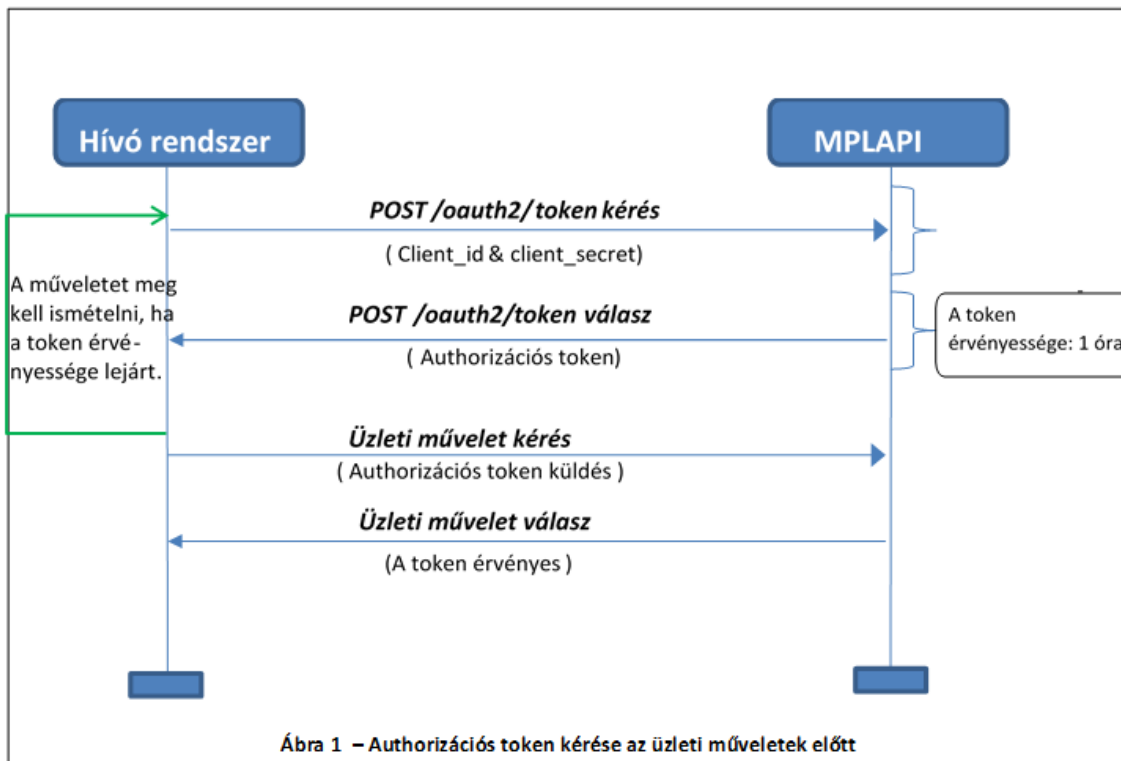 Hívó rendszer
MPLAPI
POST /oauth2/token kérés
( Client_id & client_secret)
A műveletet meg
kell ismételni, ha
a token érvé-
nyessége lejárt.
POST /oauth2/token válasz
( Authorizációs token)
A token
érvényessége: 1 óra
Üzleti művelet kérés
( Authorizációs token küldés )
Üzleti művelet válasz
(A token érvényes )
Ábra 1 – Authorizációs token kérése az üzleti műveletek előtt